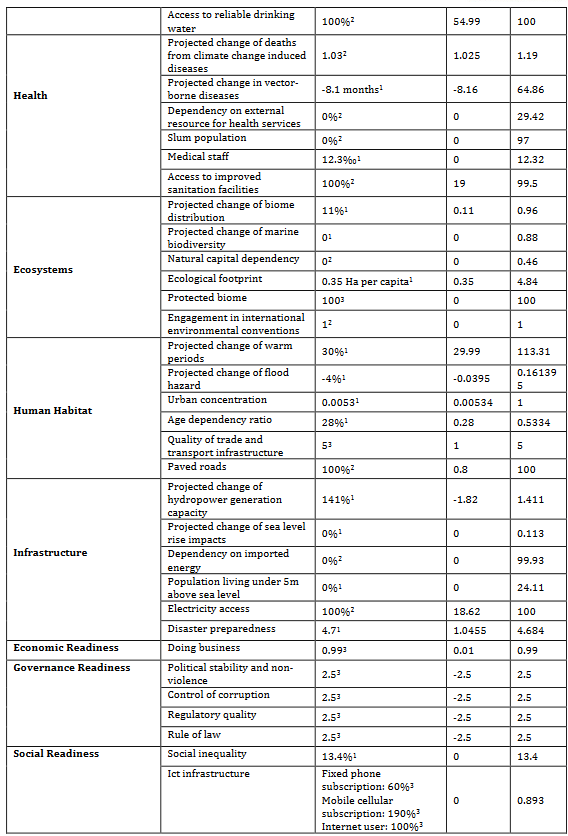 Access to reliable drinking water 100%² 54.99 100
Health
Projected change of deaths from climate change induced diseases 1.03² 1.025 1.19
Projected change in vector-borne diseases -8.1 months¹ -8.16 64.86
Dependency on external resource for health services 0%² 0 29.42
Slum population 0%² 0 97
Medical staff 12.3‰¹ 0 12.32
Access to improved sanitation facilities 100%² 19 99.5
Ecosystems
Projected change of biome distribution 11%¹ 0.11 0.96
Projected change of marine biodiversity 0¹ 0 0.88
Natural capital dependency 0² 0 0.46
Ecological footprint 0.35 Ha per capita¹ 0.35 4.84
Protected biome 100³ 0 100
Engagement in international environmental conventions 1² 0 1
Human Habitat
Projected change of warm periods 30%¹ 29.99 113.31
Projected change of flood hazard -4%¹ -0.0395 0.161395
Urban concentration 0.0053¹ 0.00534 1
Age dependency ratio 28%¹ 0.28 0.5334
Quality of trade and transport infrastructure 5³ 1 5
Paved roads 100%² 0.8 100
Infrastructure
Projected change of hydropower generation capacity 141%¹ -1.82 1.411
Projected change of sea level rise impacts 0%¹ 0 0.113
Dependency on imported energy 0%² 0 99.93
Population living under 5m above sea level 0%¹ 0 24.11
Electricity access 100%² 18.62 100
Disaster preparedness 4.7¹ 1.0455 4.684
Economic Readiness Doing business 0.99³ 0.01 0.99
Governance Readiness Political stability and non-violence 2.5³ -2.5 2.5
Control of corruption 2.5³ -2.5 2.5
Regulatory quality 2.5³ -2.5 2.5
Rule of law 2.5³ -2.5 2.5
Social Readiness Social inequality 13.4%¹ 0 13.4
Ict infrastructure Fixed phone subscription: 60%³ Mobile cellular subscription: 190%³ Internet user: 100%³ 0 0.893